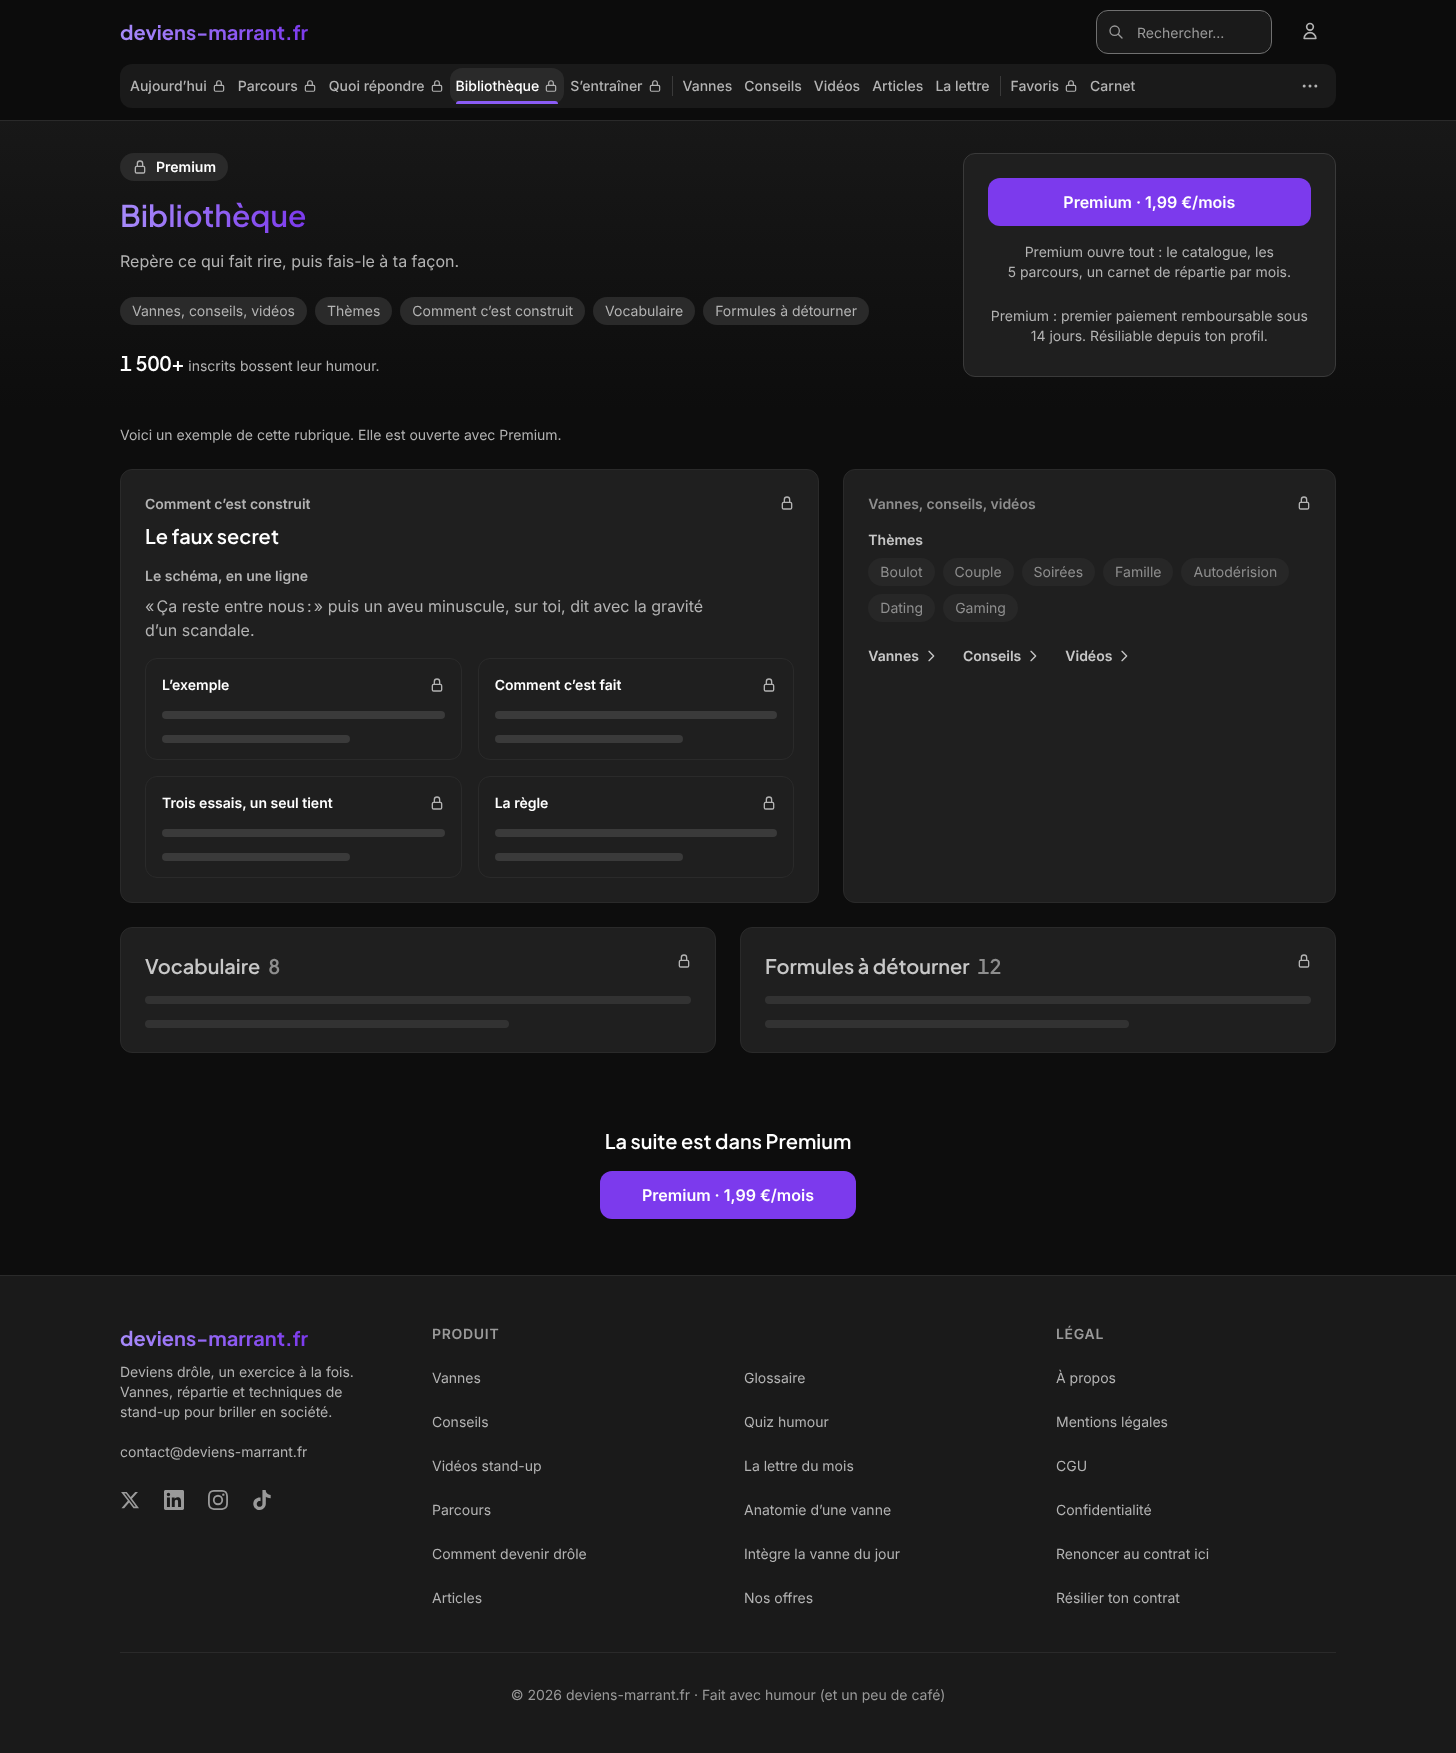 deviens-marrant.fr
Rechercher...
Aujourd’hui Parcours Quoi répondre Bibliothèque S’entraîner Vannes Conseils Vidéos Articles La lettre Favoris Carnet
Premium
Bibliothèque
Repère ce qui fait rire, puis fais-le à ta façon.
Vannes, conseils, vidéos Thèmes Comment c’est construit Vocabulaire Formules à détourner
1 500+ inscrits bossent leur humour.
Premium · 1,99 €/mois
Premium ouvre tout : le catalogue, les
5 parcours, un carnet de répartie par mois.
Premium : premier paiement remboursable sous
14 jours. Résiliable depuis ton profil.
Voici un exemple de cette rubrique. Elle est ouverte avec Premium.
Comment c’est construit
Le faux secret
Le schéma, en une ligne
« Ça reste entre nous : » puis un aveu minuscule, sur toi, dit avec la gravité
d’un scandale.
L’exemple
Comment c’est fait
Trois essais, un seul tient
La règle
Vannes, conseils, vidéos
Thèmes
Boulot Couple Soirées Famille Autodérision
Dating Gaming
Vannes Conseils Vidéos
Vocabulaire 8
Formules à détourner 12
La suite est dans Premium
Premium · 1,99 €/mois
deviens-marrant.fr
Deviens drôle, un exercice à la fois.
Vannes, répartie et techniques de
stand-up pour briller en société.
contact@deviens-marrant.fr
PRODUIT
Vannes
Conseils
Vidéos stand-up
Parcours
Comment devenir drôle
Articles
Glossaire
Quiz humour
La lettre du mois
Anatomie d’une vanne
Intègre la vanne du jour
Nos offres
LÉGAL
À propos
Mentions légales
CGU
Confidentialité
Renoncer au contrat ici
Résilier ton contrat
© 2026 deviens-marrant.fr · Fait avec humour (et un peu de café)